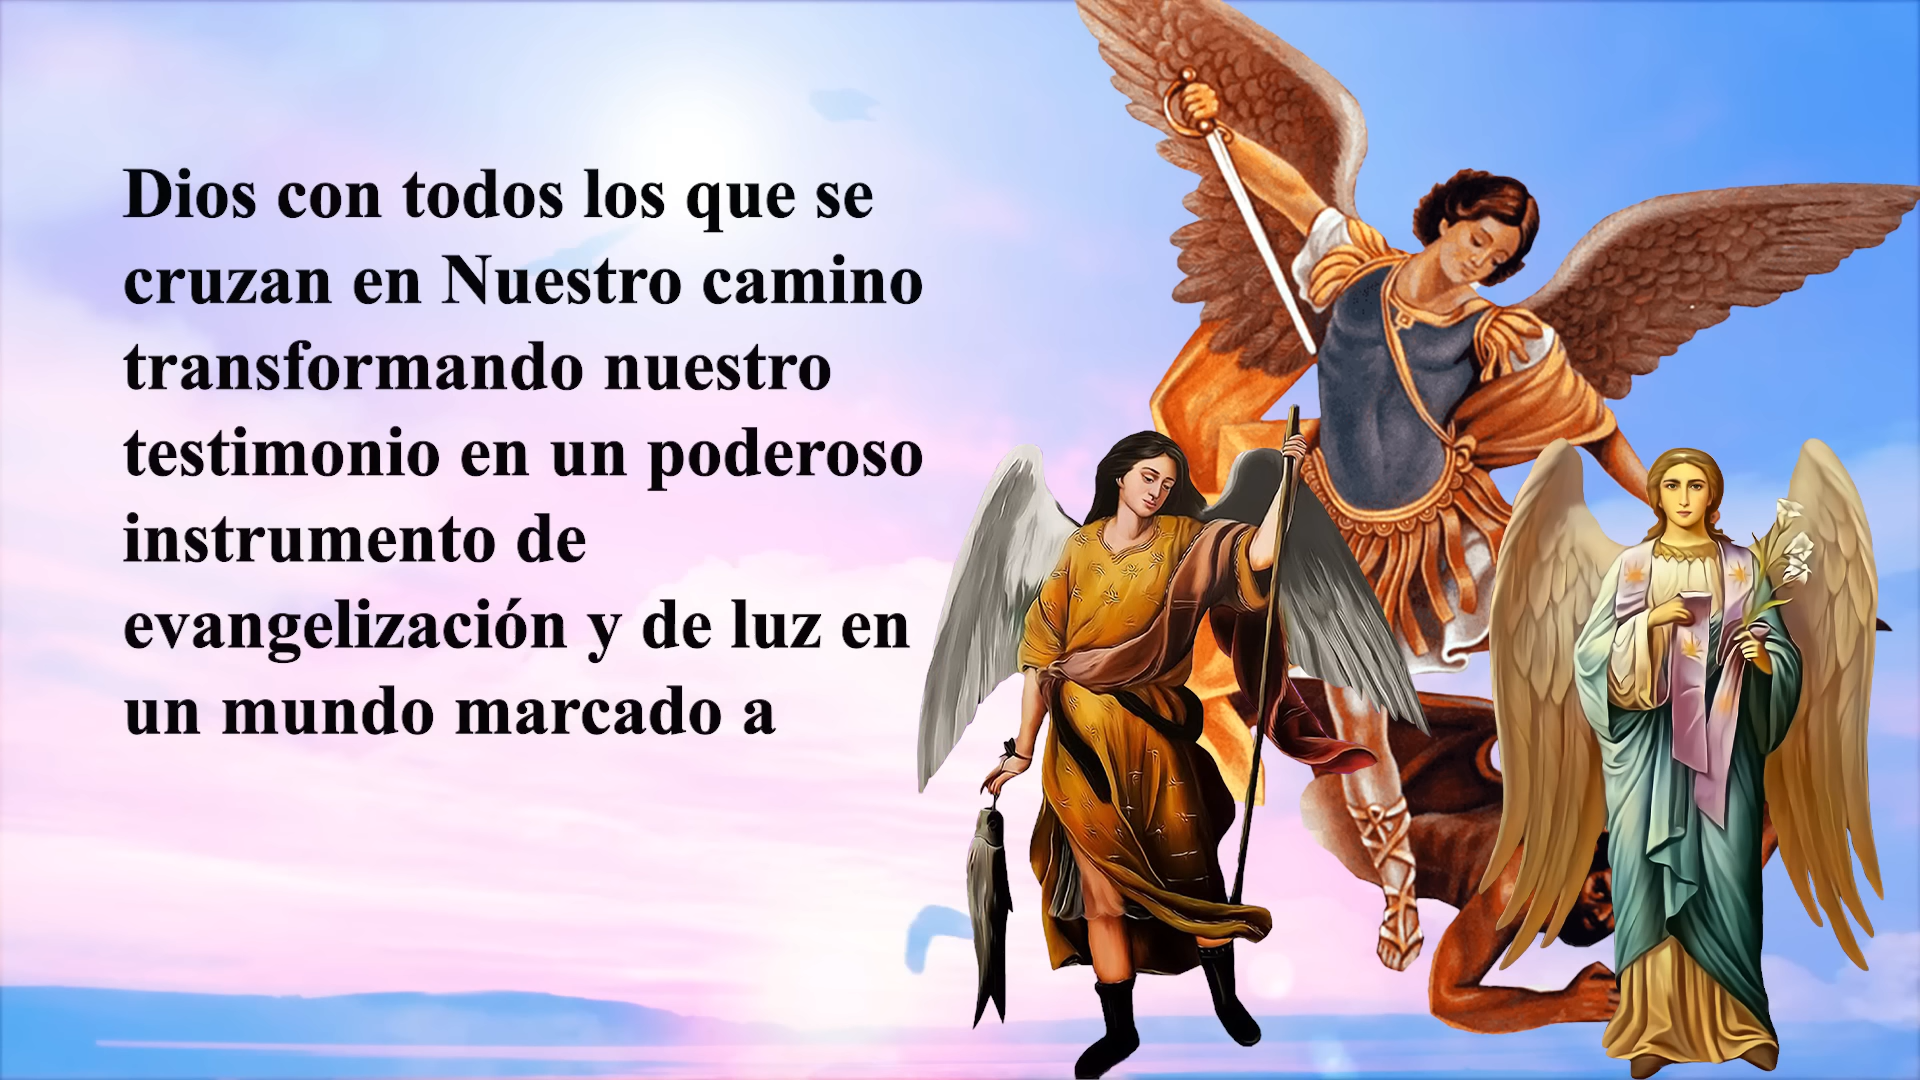 Dios con todos los que se
cruzan en Nuestro camino
transformando nuestro
testimonio en un poderoso
instrumento de
evangelización y de luz en
un mundo marcado a